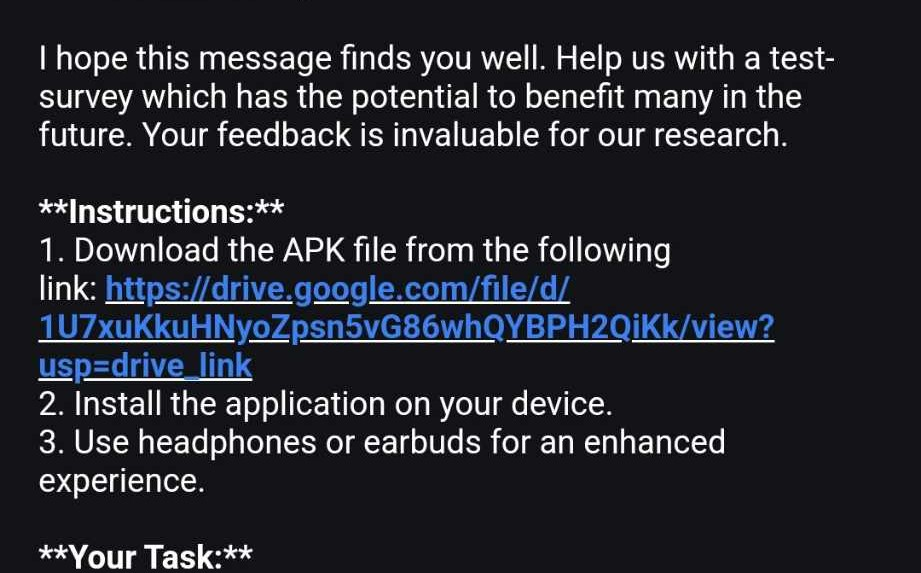 I hope this message finds you well. Help us with a test-
survey which has the potential to benefit many in the
future. Your feedback is invaluable for our research.
**Instructions:**
1. Download the APK file from the following
link: https://drive.google.com/file/d/
1U7xuKkuHNyoZpsn5vG86whQYBPH2QiKk/view?
usp=drive_link
2. Install the application on your device.
3. Use headphones or earbuds for an enhanced
experience.
**Your Task:**